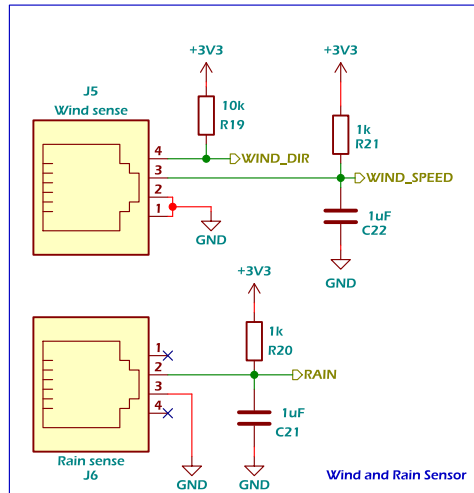 +3V3
+3V3
J5
Wind sense
10k
R19
1k
R21
4
WIND_DIR
3
WIND_SPEED
2
1
GND
1uF
C22
GND
+3V3
1k
R20
1
2
RAIN
3
4
1uF
C21
Rain sense
J6
GND
GND
Wind and Rain Sensor